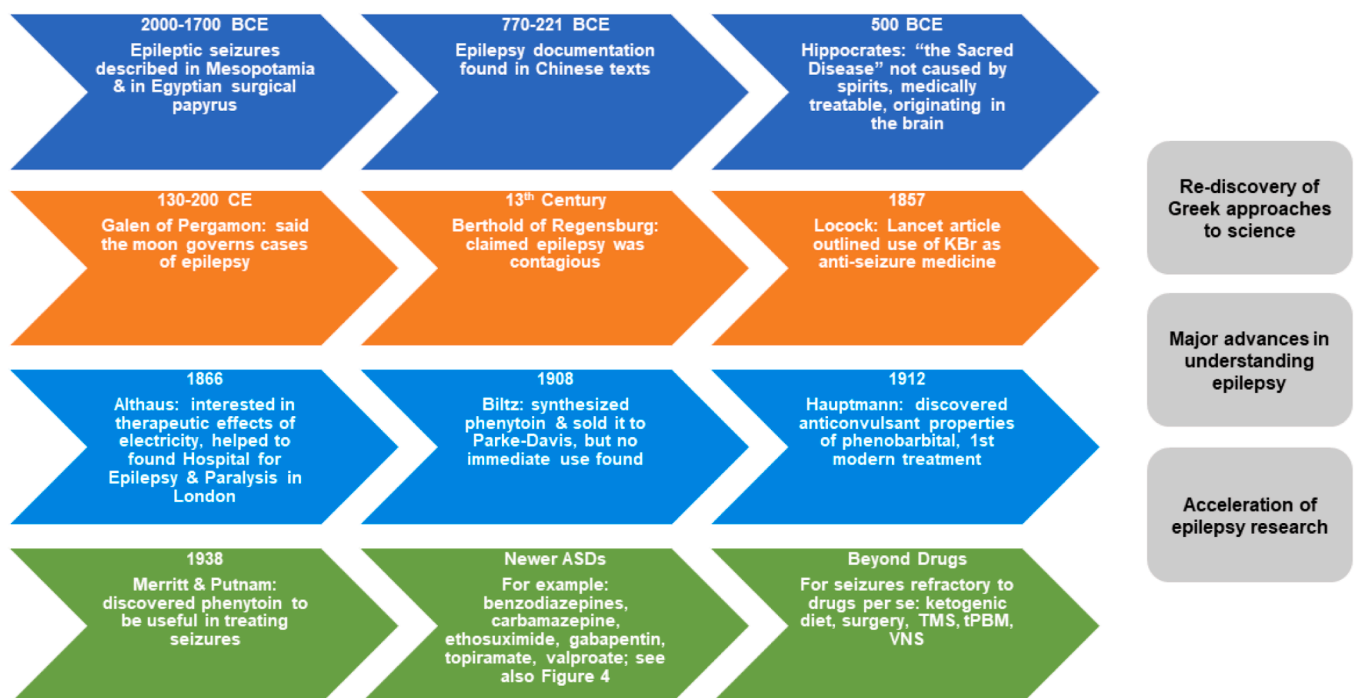 2000-1700 BCE
Epileptic seizures
described in Mesopotamia
& in Egyptian surgical
papyrus
770-221 BCE
Epilepsy documentation
found in Chinese texts
500 BCE
Hippocrates: “the Sacred
Disease” not caused by
spirits, medically
treatable, originating in
the brain
130-200 CE
Galen of Pergamon: said
the moon governs cases
of epilepsy
13th Century
Berthold of Regensburg:
claimed epilepsy was
contagious
1857
Locock: Lancet article
outlined use of KBr as
anti-seizure medicine
1866
Althaus: interested in
therapeutic effects of
electricity, helped to
found Hospital for
Epilepsy & Paralysis in
London
1908
Biltz: synthesized
phenytoin & sold it to
Parke-Davis, but no
immediate use found
1912
Hauptmann: discovered
anticonvulsant properties
of phenobarbital, 1st
modern treatment
1938
Merritt & Putnam:
discovered phenytoin to
be useful in treating
seizures
Newer ASDs
For example:
benzodiazepines,
carbamazepine,
ethosuximide, gabapentin,
topiramate, valproate; see
also Figure 4
Beyond Drugs
For seizures refractory to
drugs per se: ketogenic
diet, surgery, TMS, tPBM,
VNS
Re-discovery of
Greek approaches
to science
Major advances in
understanding
epilepsy
Acceleration of
epilepsy research